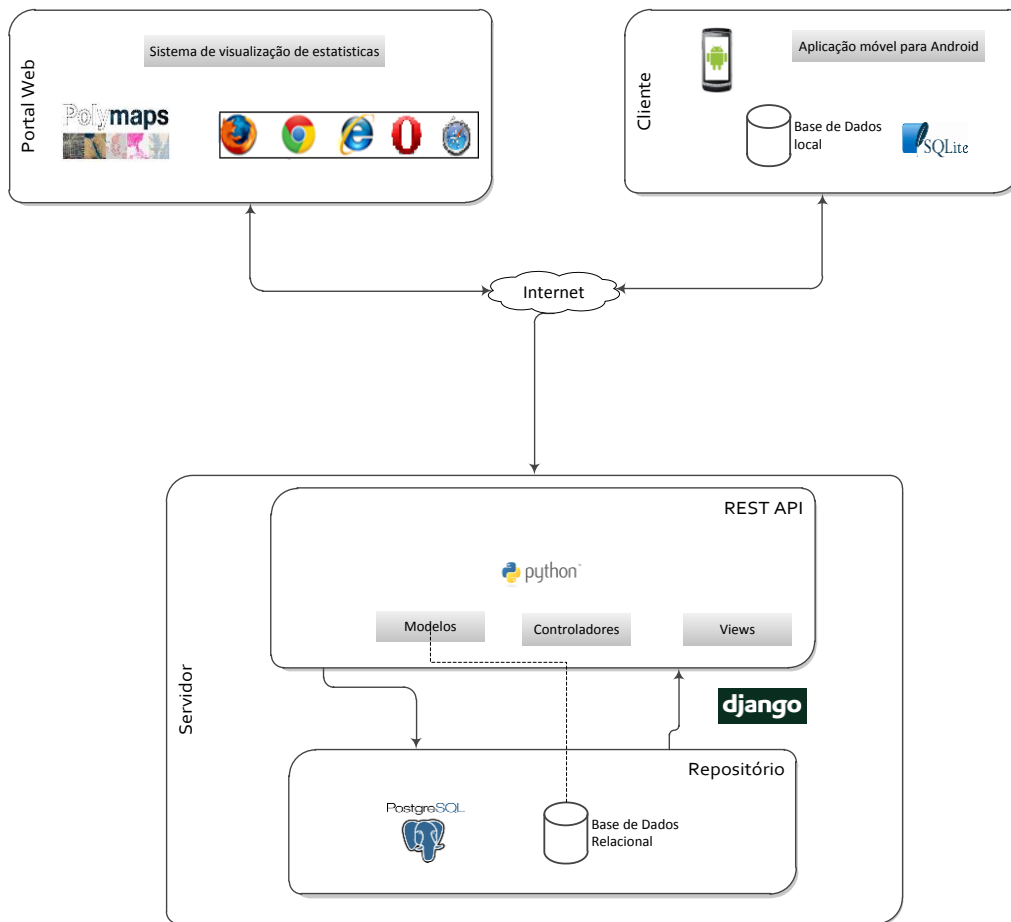 Portal Web
Sistema de visualização de estatisticas
Polymaps
Cliente
Aplicação móvel para Android
Base de Dados
local
SQLite
Internet
Servidor
REST API
python
Modelos
Controladores
Views
django
Repositório
PostgreSQL
Base de Dados
Relacional